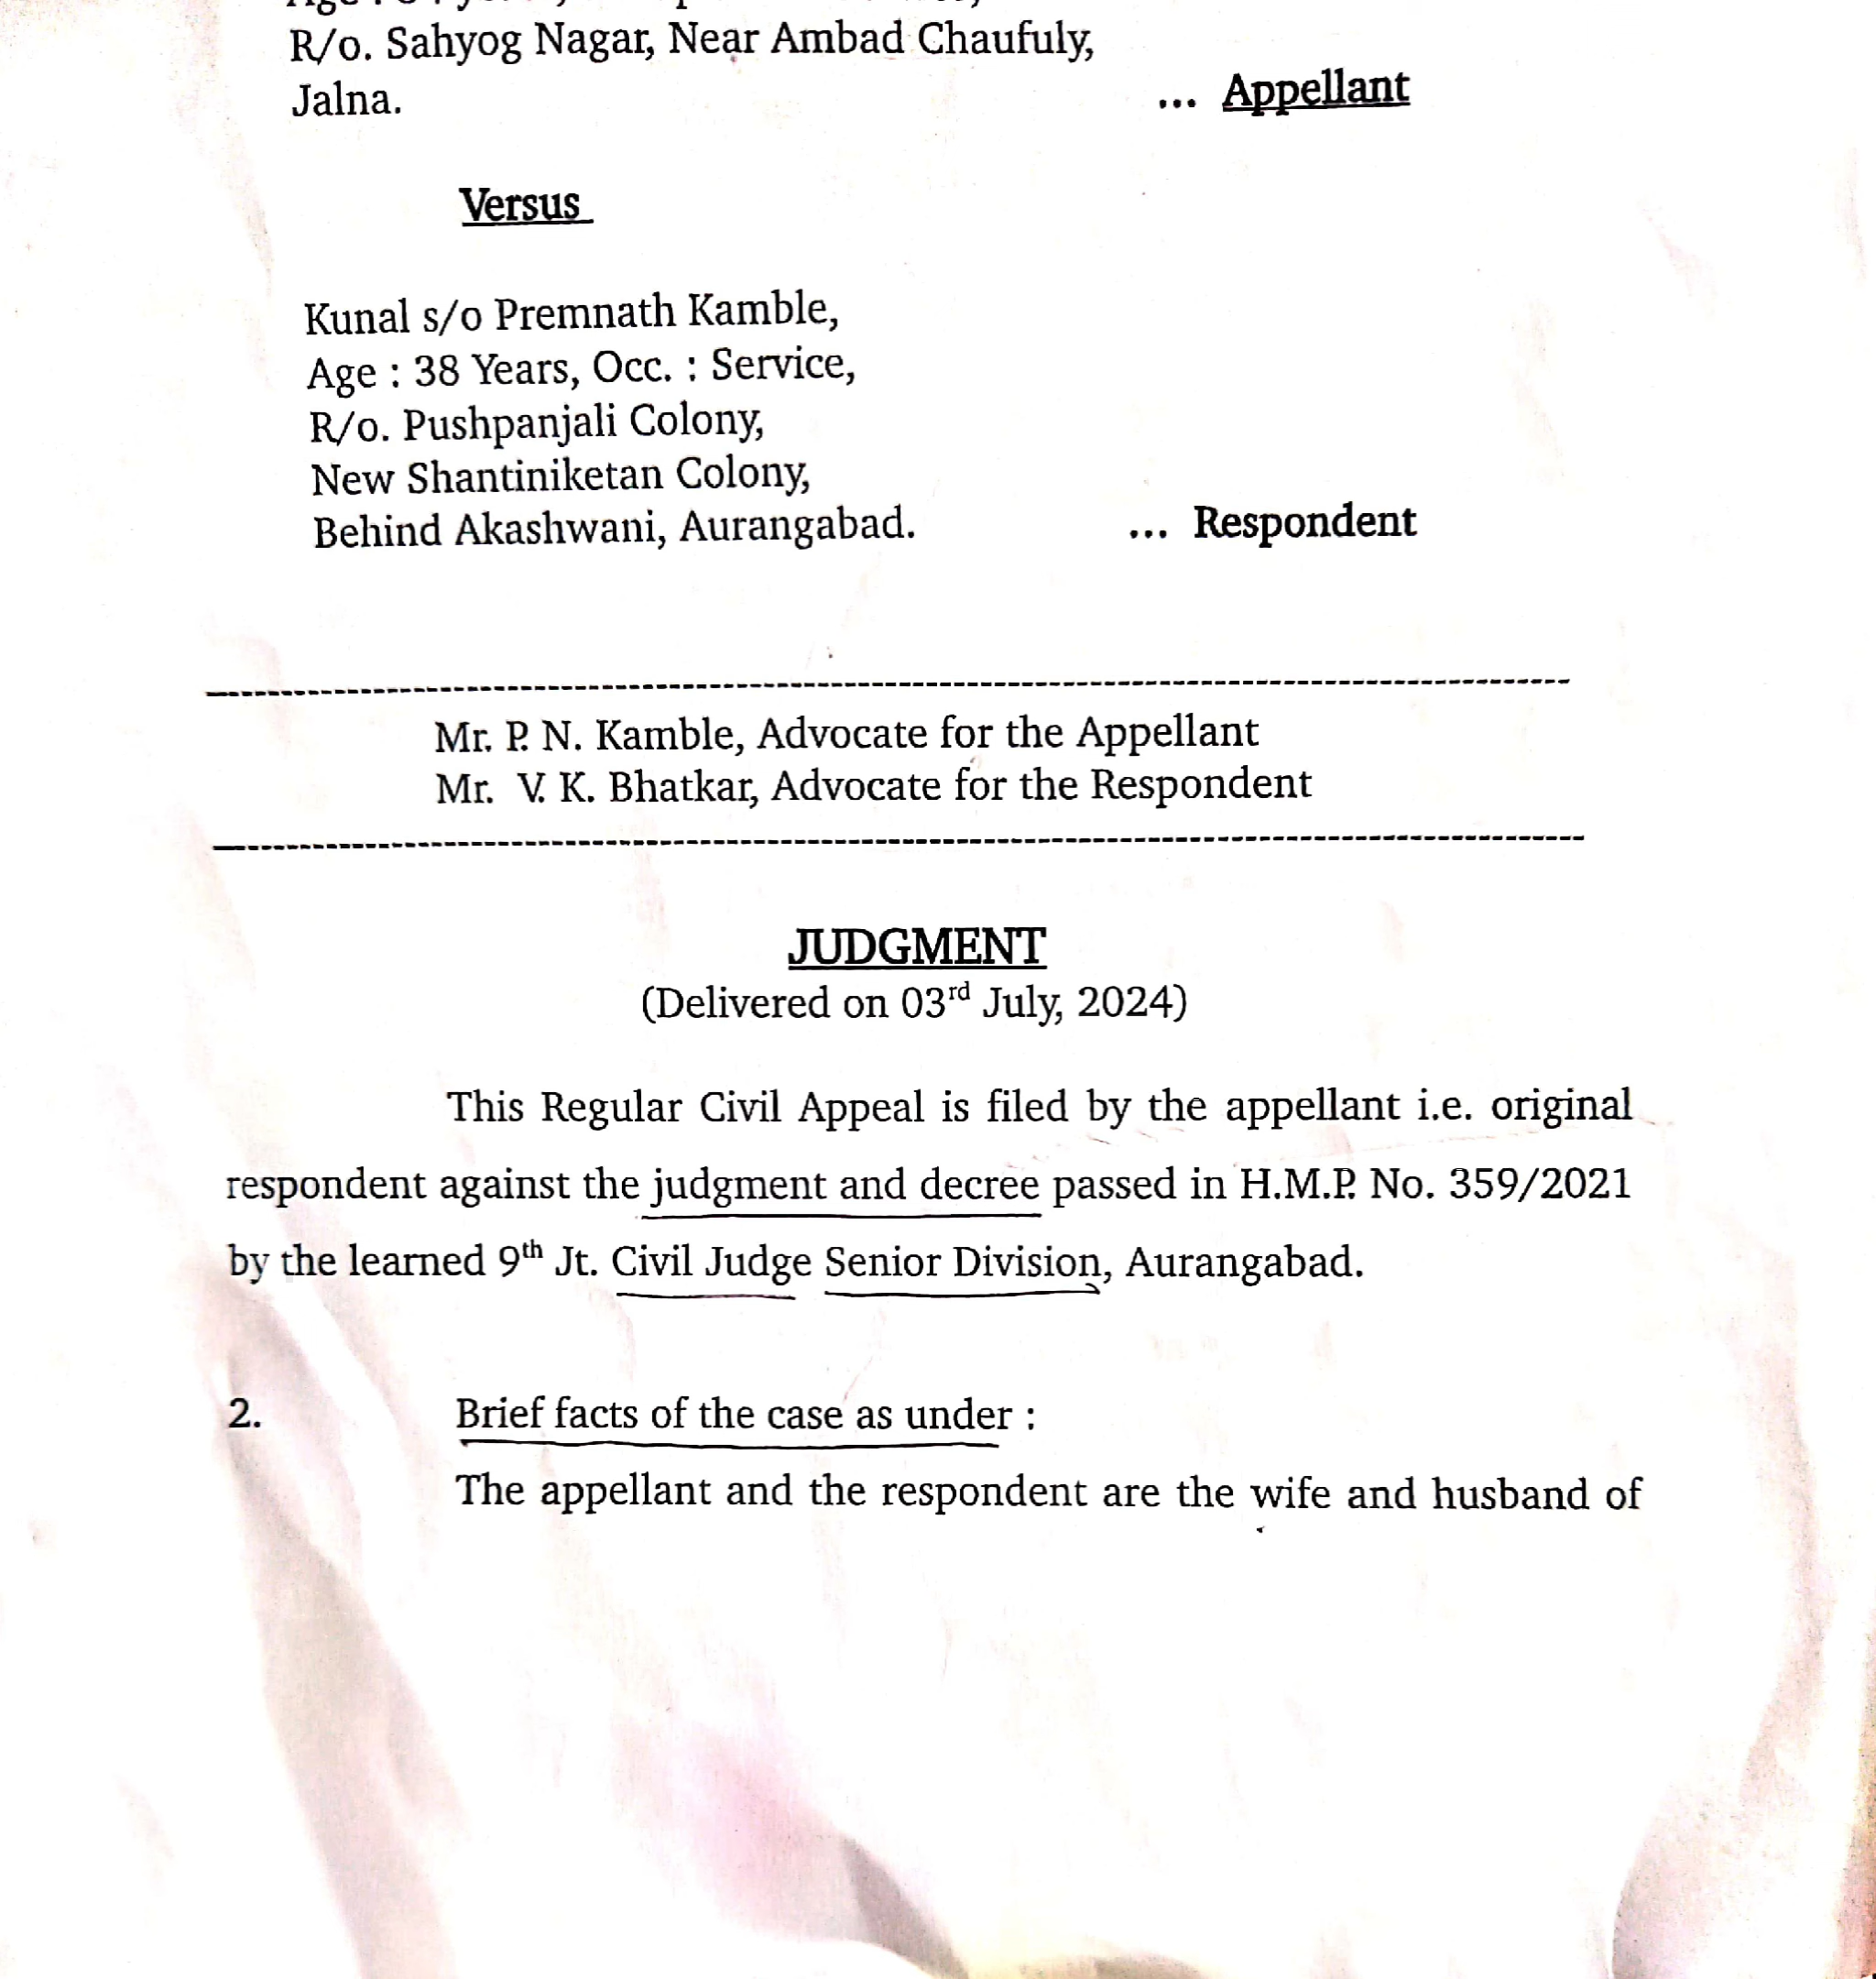 R/o. Sahyog Nagar, Near Ambad Chaufuly,
Jalna. ... Appellant
Versus
Kunal s/o Premnath Kamble,
Age : 38 Years, Occ. : Service,
R/o. Pushpanjali Colony,
New Shantiniketan Colony,
Behind Akashwani, Aurangabad. ... Respondent
Mr. P. N. Kamble, Advocate for the Appellant
Mr. V. K. Bhatkar, Advocate for the Respondent
JUDGMENT
(Delivered on 03rd July, 2024)
This Regular Civil Appeal is filed by the appellant i.e. original
respondent against the judgment and decree passed in H.M.P. No. 359/2021
by the learned 9th Jt. Civil Judge Senior Division, Aurangabad.
2. Brief facts of the case as under :
The appellant and the respondent are the wife and husband of